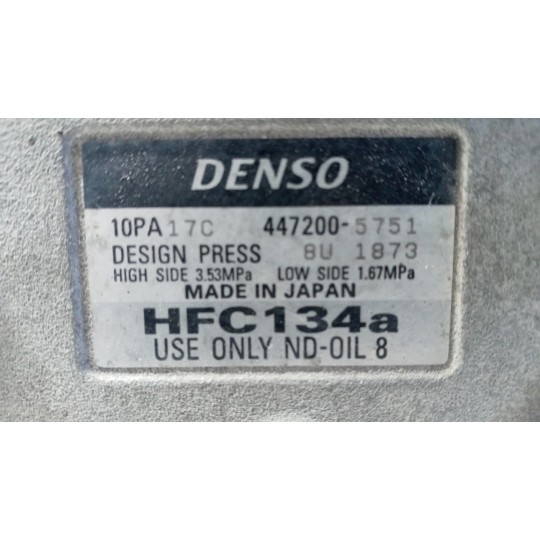 DENSO
10PA17C 447200-5751
DESIGN PRESS 8U 1873
HIGH SIDE 3.53MPa LOW SIDE 1.67MPa
MADE IN JAPAN
HFC134a
USE ONLY ND-OIL 8